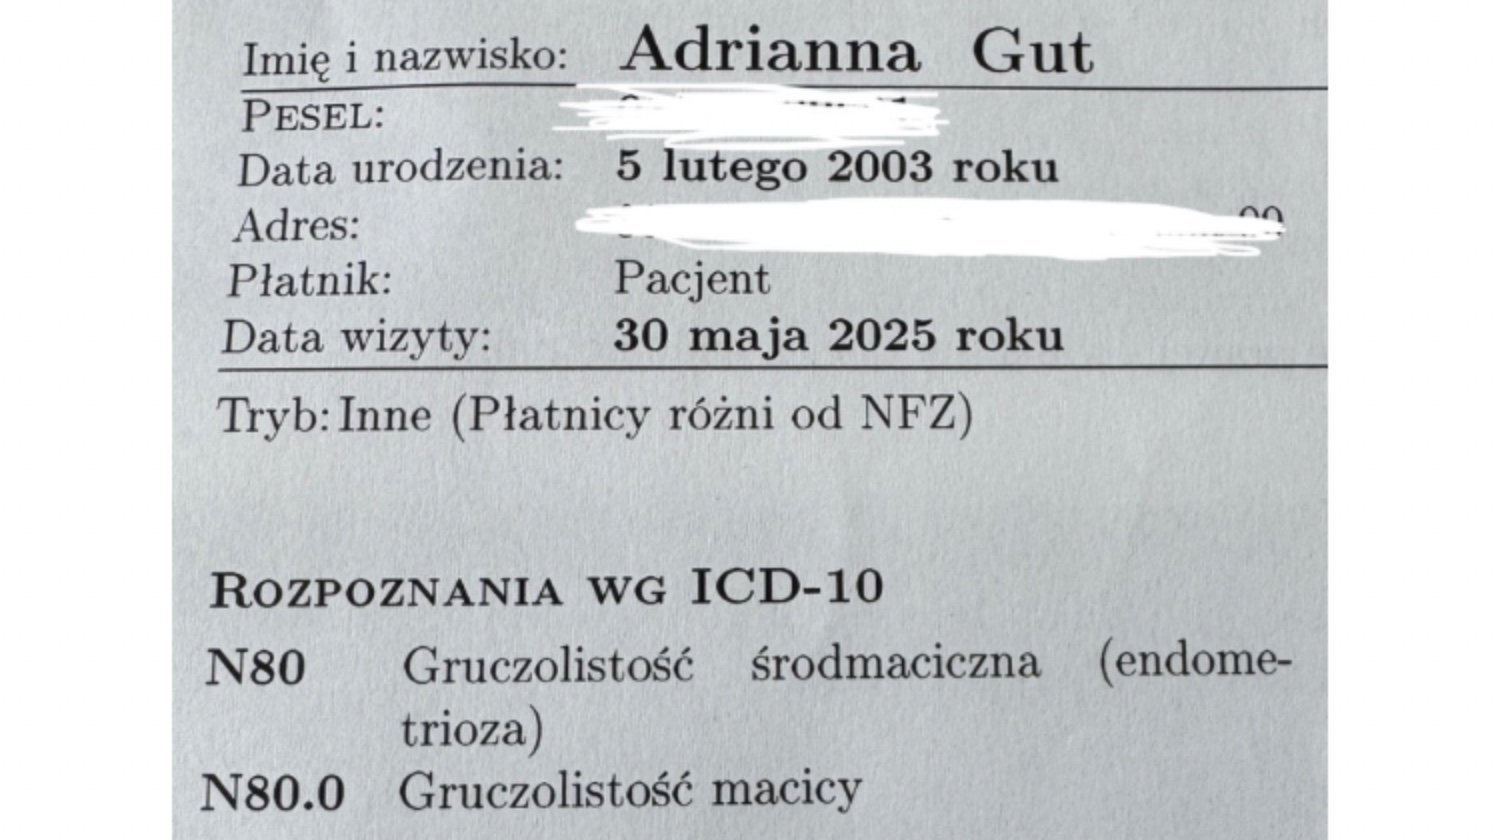 Imię i nazwisko: Adrianna Gut
PESEL:
Data urodzenia: 5 lutego 2003 roku
Adres:
Płatnik: Pacjent
Data wizyty: 30 maja 2025 roku
Tryb: Inne (Płatnicy różni od NFZ)
ROZPOZNANIA WG ICD-10
N80 Gruczolistość środmaciczna (endome-
trioza)
N80.0 Gruczolistość macicy